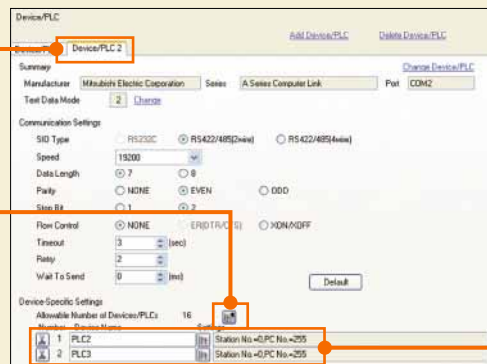 Device/PLC
Add Device/PLC Delete Device/PLC
Device/PLC 2
Summary Change Device/PLC
Manufacturer Mitsubishi Electric Corporation Series A Series Computer Link Port COM2
Text Data Mode 2 Change
Communication Settings
SIO Type RS232C RS422/485(2wire) RS422/485(4wire)
Speed 19200
Data Length 7 8
Parity NONE EVEN ODD
Stop Bit 1 2
Flow Control NONE ER(DTR/CTS) XON/XOFF
Timeout 3 (sec)
Retry 2
Wait To Send 0 (ms) Default
Device-Specific Settings
Allowable Number of Devices/PLCs 16
Number Device Name Settings
1 PLC2 Station No.=0,PC No.=255
2 PLC3 Station No.=0,PC No.=255